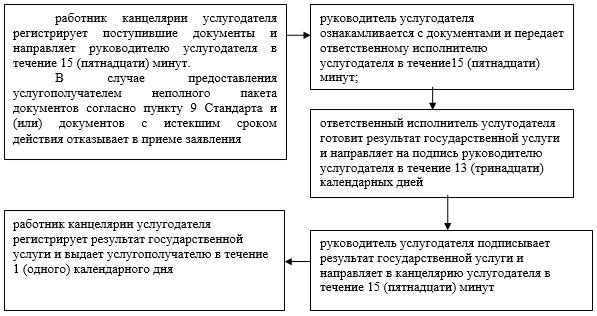 работник канцелярии услугодателя
регистрирует поступившие документы и
направляет руководителю услугодателя в
течение 15 (пятнадцати) минут.
В случае предоставления
услугополучателем неполного пакета
документов согласно пункту 9 Стандарта и
(или) документов с истекшим сроком
действия отказывает в приеме заявления
руководитель услугодателя
ознакамливается с документами и передает
ответственному исполнителю
услугодателя в течение15 (пятнадцати)
минут;
ответственный исполнитель услугодателя
готовит результат государственной услуги
и направляет на подпись руководителю
услугодателя в течение 13 (тринадцати)
календарных дней
руководитель услугодателя подписывает
результат государственной услуги и
направляет в канцелярию услугодателя в
течение 15 (пятнадцати) минут
работник канцелярии услугодателя
регистрирует результат государственной
услуги и выдает услугополучателю в течение
1 (одного) календарного дня